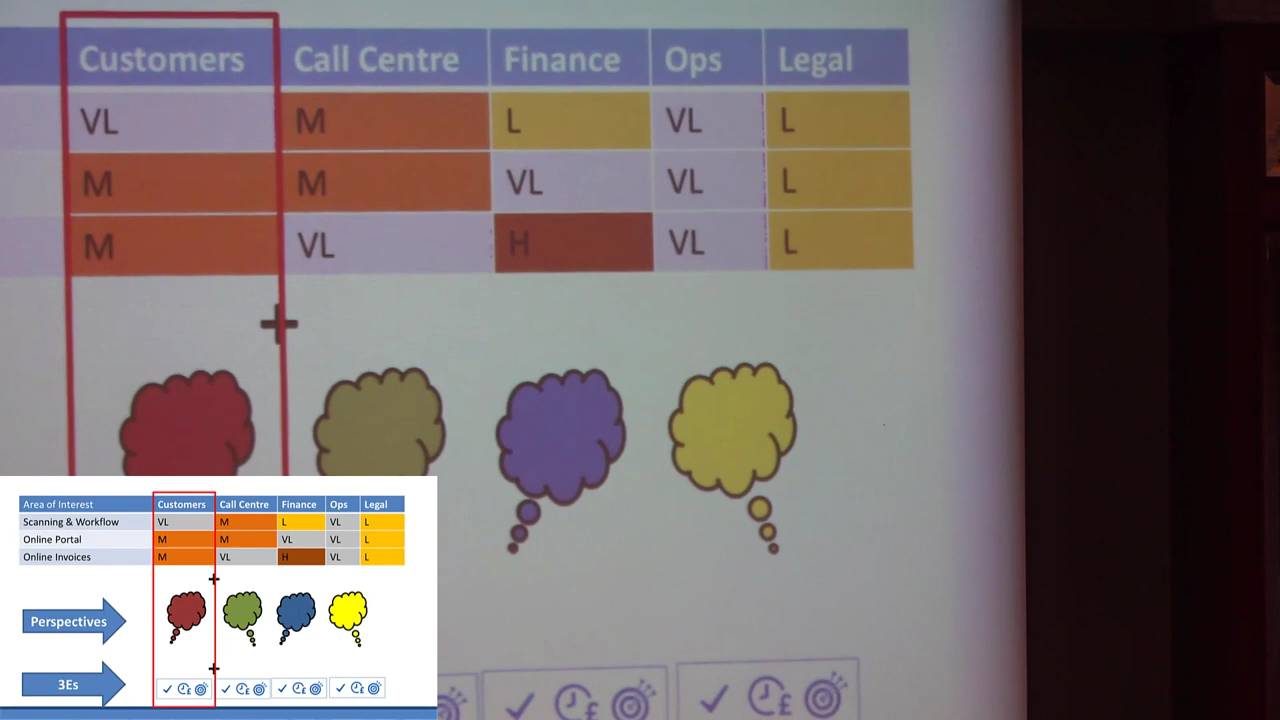 Customers Call Centre Finance Ops Legal
VL M L VL L
M M VL VL L
M VL H VL L
Area of Interest Customers Call Centre Finance Ops Legal
Scanning & Workflow VL M L VL L
Online Portal M M VL VL L
Online Invoices M VL H VL L
Perspectives
3Es